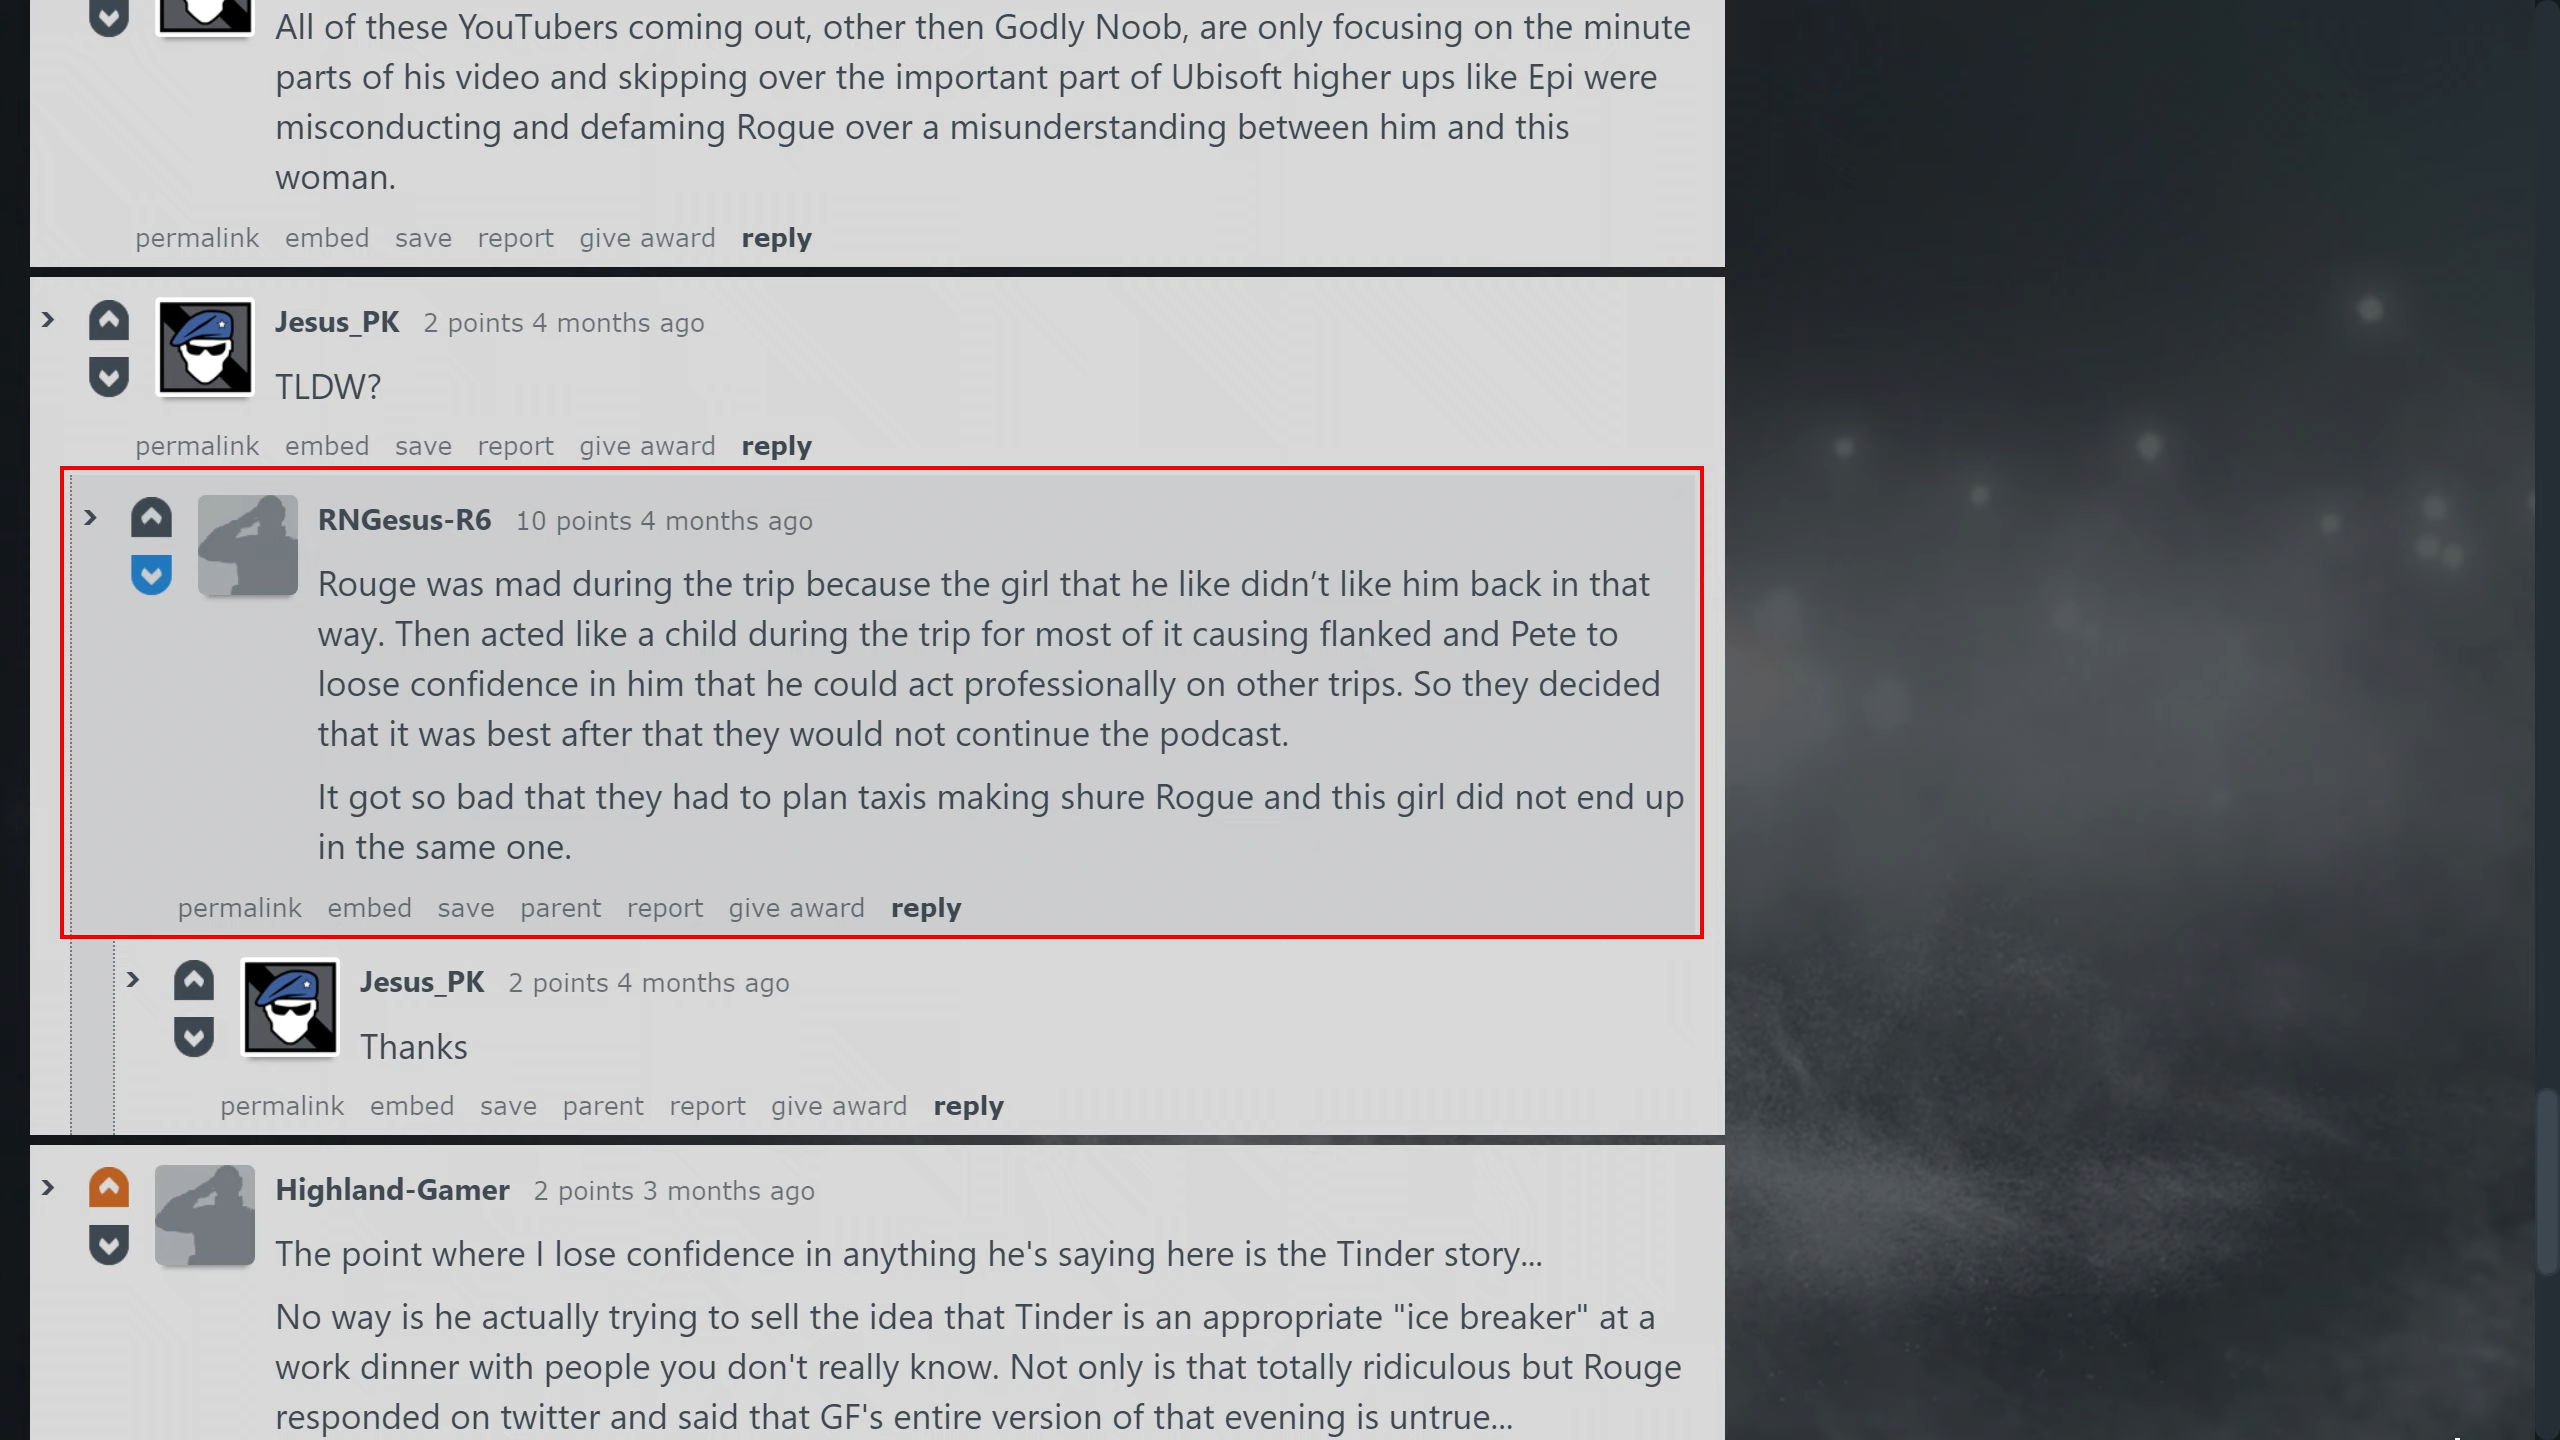 All of these YouTubers coming out, other then Godly Noob, are only focusing on the minute
parts of his video and skipping over the important part of Ubisoft higher ups like Epi were
misconducting and defaming Rogue over a misunderstanding between him and this
woman.
permalink embed save report give award reply
Jesus_PK 2 points 4 months ago
TLDW?
permalink embed save report give award reply
RNGesus-R6 10 points 4 months ago
Rouge was mad during the trip because the girl that he like didn’t like him back in that
way. Then acted like a child during the trip for most of it causing flanked and Pete to
loose confidence in him that he could act professionally on other trips. So they decided
that it was best after that they would not continue the podcast.
It got so bad that they had to plan taxis making shure Rogue and this girl did not end up
in the same one.
permalink embed save parent report give award reply
Jesus_PK 2 points 4 months ago
Thanks
permalink embed save parent report give award reply
Highland-Gamer 2 points 3 months ago
The point where I lose confidence in anything he's saying here is the Tinder story...
No way is he actually trying to sell the idea that Tinder is an appropriate "ice breaker" at a
work dinner with people you don't really know. Not only is that totally ridiculous but Rouge
responded on twitter and said that GF's entire version of that evening is untrue...